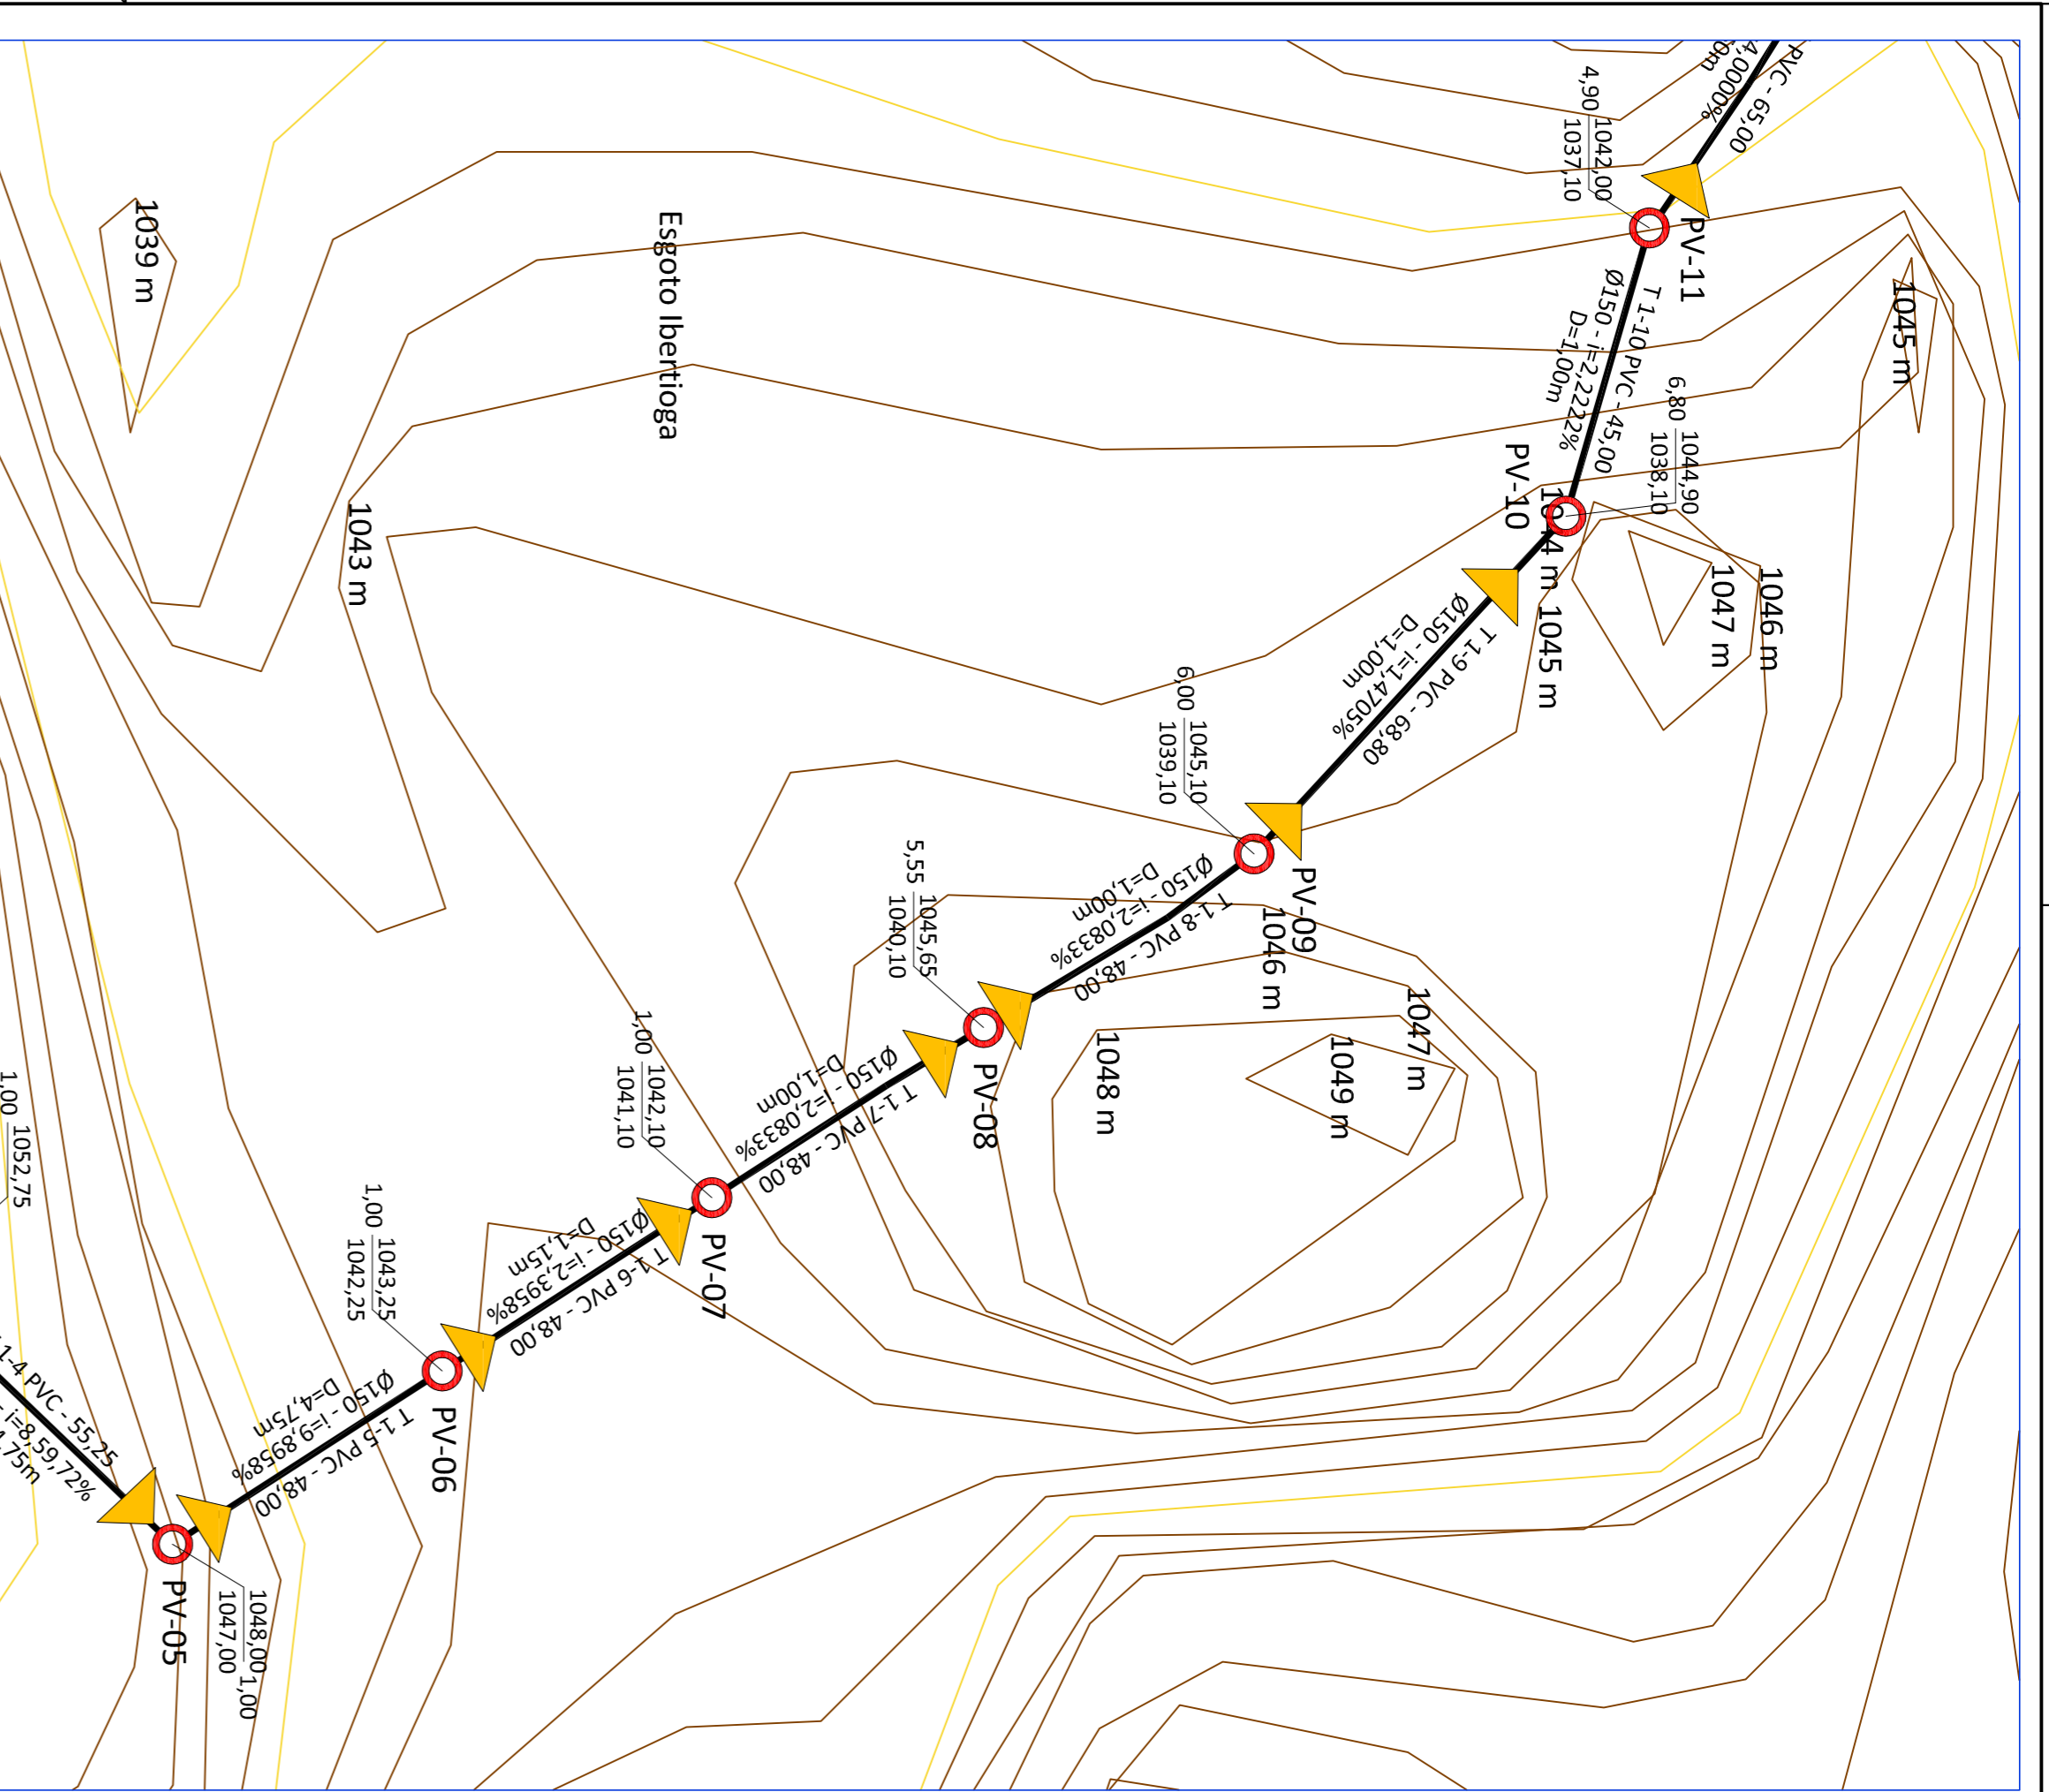 PVC - 65,00
4,0000%
0m
4,90
1042,00
1037,10
PV-11
T 1-10 PVC - 45,00
Ø150 - i=2,2222%
D=1,00m
1045 m
1039 m
Esgoto Ibertioga
6,80
1044,90
1038,10
PV-10
1044 m
1045 m
1047 m
1046 m
1043 m
T 1-9 PVC - 68,80
Ø150 - i=1,4705%
D=1,00m
6,00
1045,10
1039,10
PV-09
1046 m
T 1-8 PVC - 48,00
Ø150 - i=2,0833%
D=1,00m
5,55
1045,65
1040,10
PV-08
1047 m
1049 m
1048 m
T 1-7 PVC - 48,00
Ø150 - i=2,0833%
D=1,00m
1,00
1042,10
1041,10
PV-07
T 1-6 PVC - 48,00
Ø150 - i=2,3958%
D=1,15m
1,00
1043,25
1042,25
PV-06
T 1-5 PVC - 48,00
Ø150 - i=9,8958%
D=4,75m
1,00
1052,75
1-4 PVC - 55,25
- i=8,59,72%
4,75m
PV-05
1048,00
1047,00
1,00